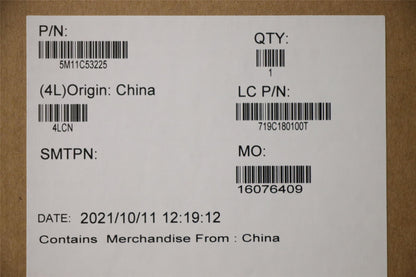 P/N:
5M11C53225
QTY:
1
(4L)Origin: China
4LCN
LC P/N:
719C180100T
SMTPN:
MO:
16076409
DATE: 2021/10/11 12:19:12
Contains Merchandise From : China